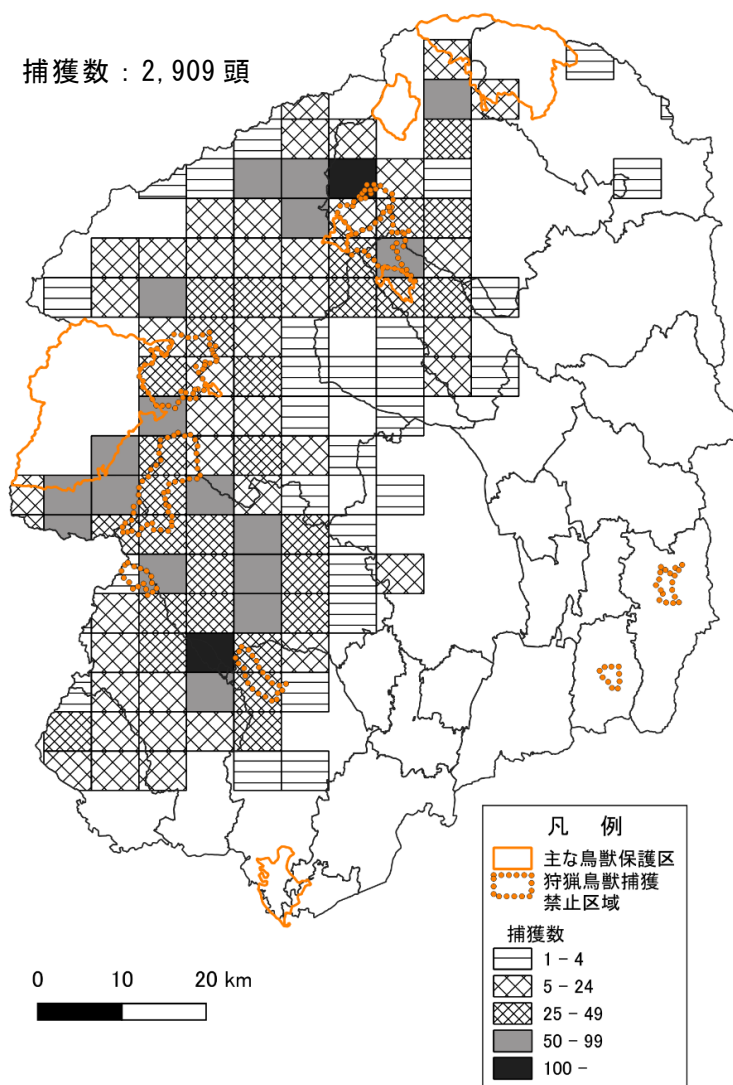 捕獲数：2,909 頭
凡 例
主な鳥獣保護区
狩猟鳥獣捕獲
禁止区域
捕獲数
1 - 4
5 - 24
25 - 49
50 - 99
100 -
0 10 20 km